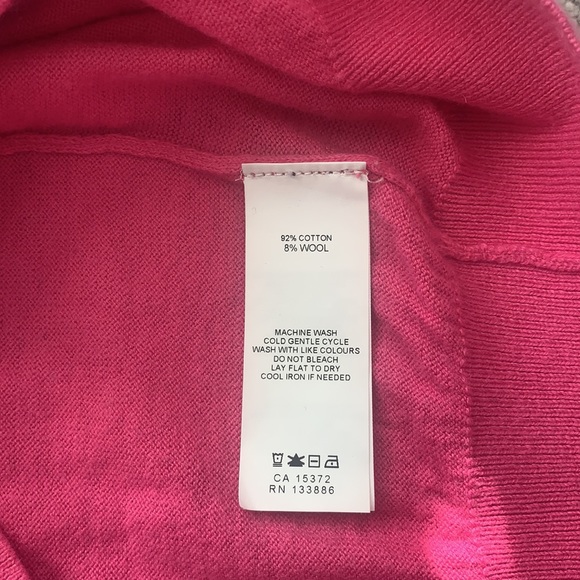 92% COTTON
8% WOOL
MACHINE WASH
COLD GENTLE CYCLE
WASH WITH LIKE COLOURS
DO NOT BLEACH
LAY FLAT TO DRY
COOL IRON IF NEEDED
CA 15372
RN 133886